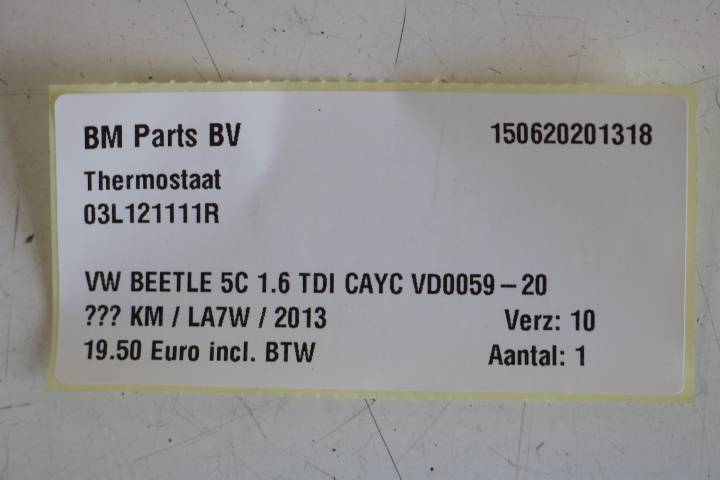 BM Parts BV 150620201318
Thermostaat
03L121111R
VW BEETLE 5C 1.6 TDI CAYC VD0059-20
??? KM / LA7W / 2013 Verz: 10
19.50 Euro incl. BTW Aantal: 1